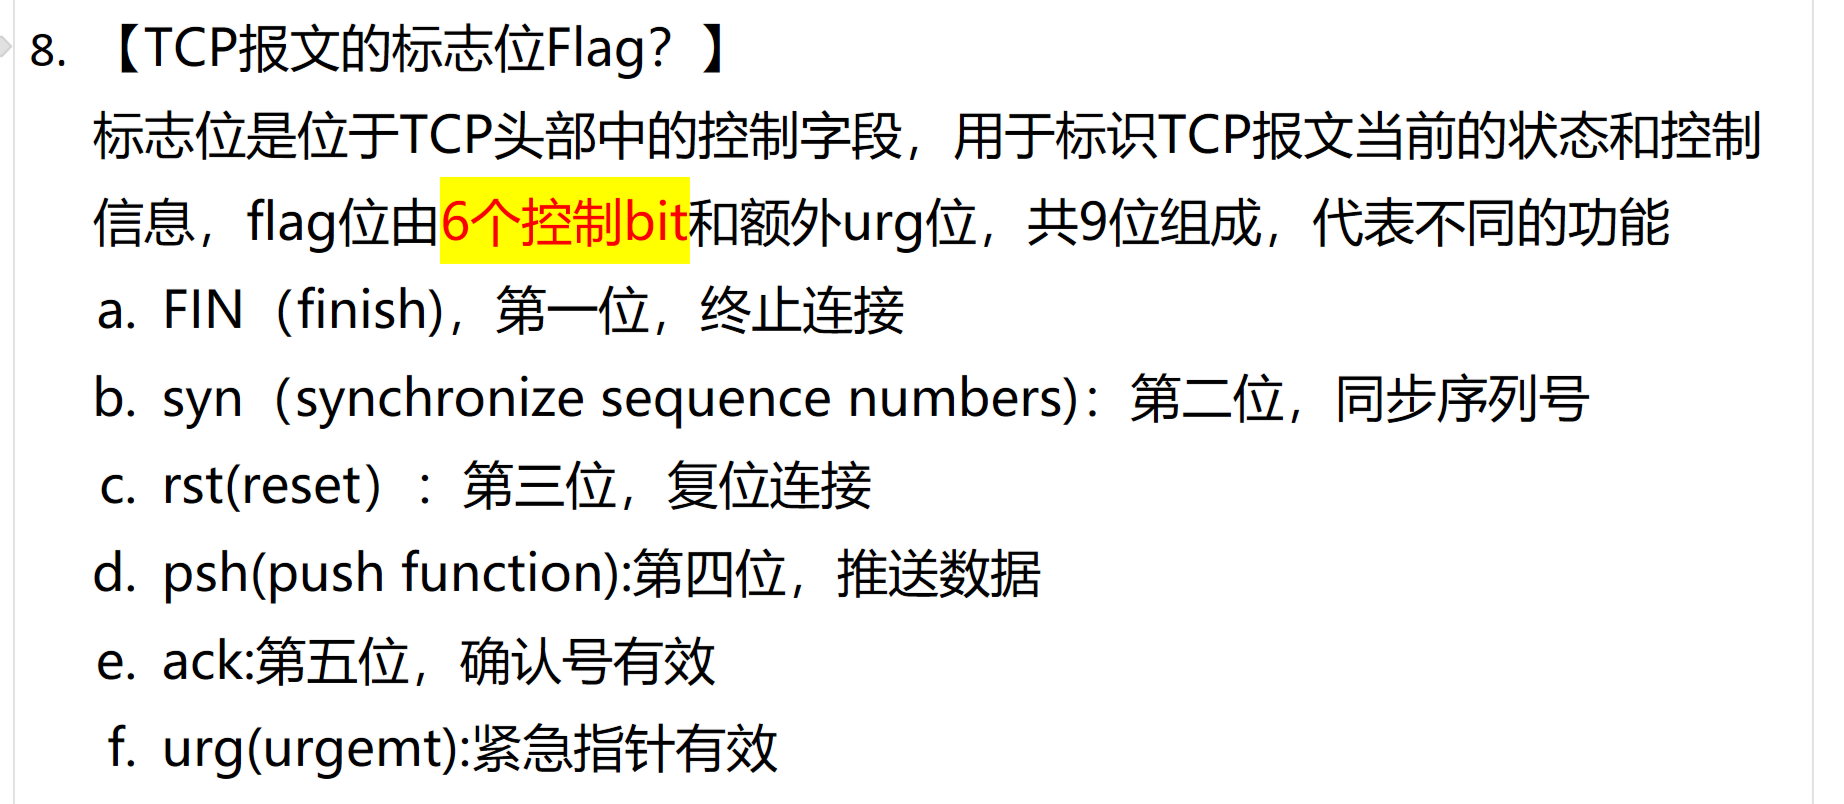 8. 【TCP报文的标志位Flag？】
标志位是位于TCP头部中的控制字段，用于标识TCP报文当前的状态和控制
信息，flag位由6个控制bit和额外urg位，共9位组成，代表不同的功能
a. FIN（finish)，第一位，终止连接
b. syn（synchronize sequence numbers)：第二位，同步序列号
c. rst(reset）：第三位，复位连接
d. psh(push function):第四位，推送数据
e. ack:第五位，确认号有效
f. urg(urgemt):紧急指针有效